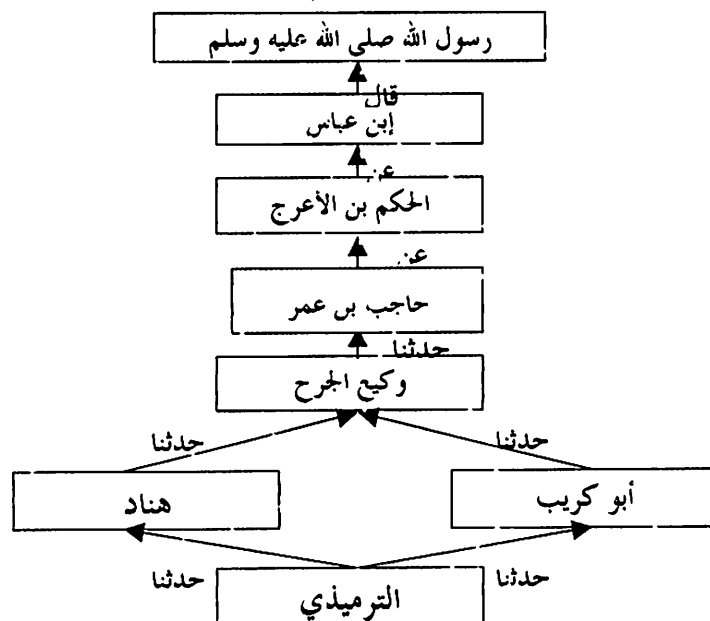 رسول الله صلى الله عليه وسلم
قال
إبن عباس
عن
الحكم بن الأعرج
عن
حاجب بن عمر
حدثنا
وكيع الجرح
حدثنا
حدثنا
أبو كريب
هناد
حدثنا
حدثنا
الترميذي